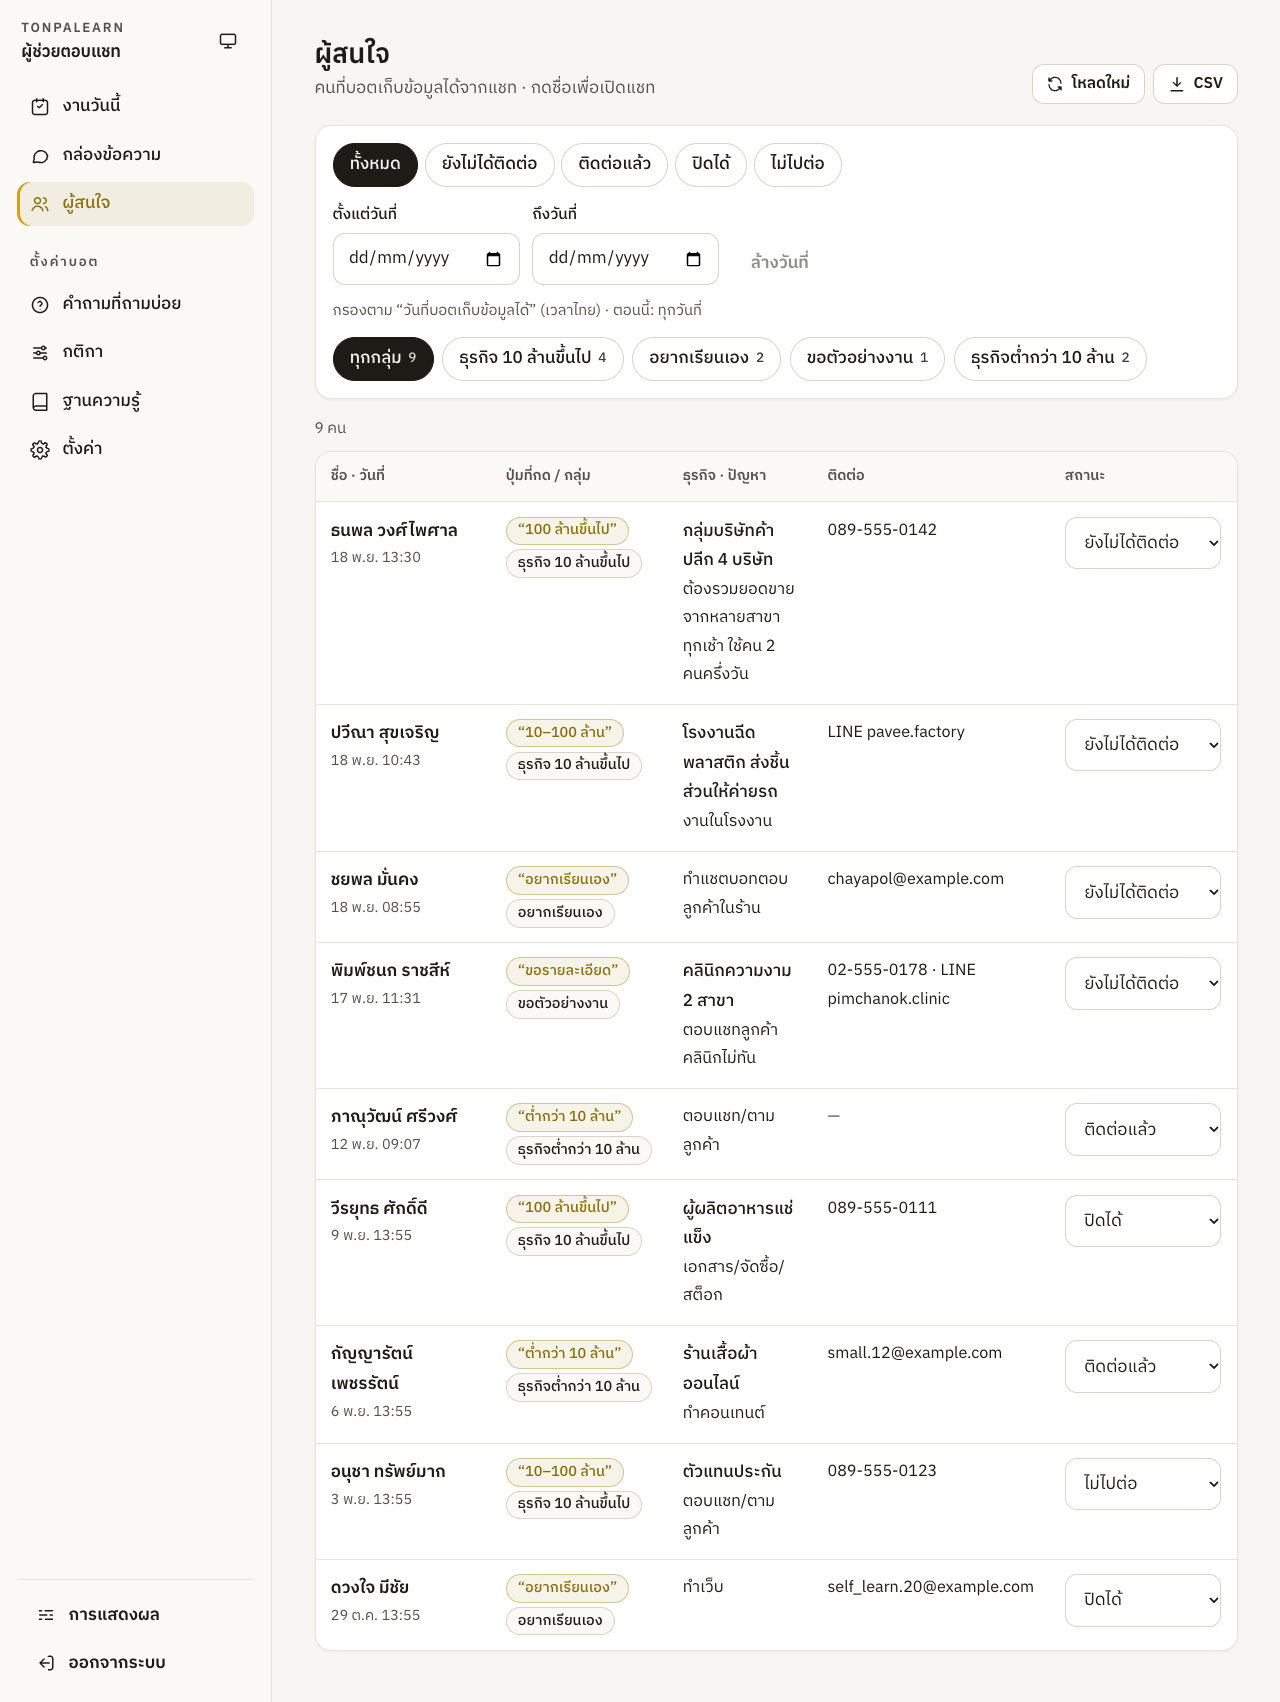 TONPALEARN
ผู้ช่วยตอบแชท
งานวันนี้
กล่องข้อความ
ผู้สนใจ
ตั้งค่าบอต
คำถามที่ถามบ่อย
กติกา
ฐานความรู้
ตั้งค่า
การแสดงผล
ออกจากระบบ
ผู้สนใจ
คนที่บอตเก็บข้อมูลได้จากแชท · กดชื่อเพื่อเปิดแชท
โหลดใหม่ CSV
ทั้งหมด ยังไม่ได้ติดต่อ ติดต่อแล้ว ปิดได้ ไม่ไปต่อ
ตั้งแต่วันที่ ถึงวันที่
dd/mm/yyyy dd/mm/yyyy ล้างวันที่
กรองตาม “วันที่บอตเก็บข้อมูลได้” (เวลาไทย) · ตอนนี้: ทุกวันที่
ทุกกลุ่ม 9 ธุรกิจ 10 ล้านขึ้นไป 4 อยากเรียนเอง 2 ขอตัวอย่างงาน 1 ธุรกิจต่ำกว่า 10 ล้าน 2
9 คน
ชื่อ · วันที่ ปุ่มที่กด / กลุ่ม ธุรกิจ · ปัญหา ติดต่อ สถานะ
ธนพล วงศ์ไพศาล
18 พ.ย. 13:30
“100 ล้านขึ้นไป”
ธุรกิจ 10 ล้านขึ้นไป
กลุ่มบริษัทค้า
ปลีก 4 บริษัท
ต้องรวมยอดขาย
จากหลายสาขา
ทุกเช้า ใช้คน 2
คนครึ่งวัน
089-555-0142
ยังไม่ได้ติดต่อ
ปวีณา สุขเจริญ
18 พ.ย. 10:43
“10–100 ล้าน”
ธุรกิจ 10 ล้านขึ้นไป
โรงงานฉีด
พลาสติก ส่งชิ้น
ส่วนให้ค่ายรถ
งานในโรงงาน
LINE pavee.factory
ยังไม่ได้ติดต่อ
ชยพล มั่นคง
18 พ.ย. 08:55
“อยากเรียนเอง”
อยากเรียนเอง
ทำแชตบอทตอบ
ลูกค้าในร้าน
chayapol@example.com
ยังไม่ได้ติดต่อ
พิมพ์ชนก ราชสีห์
17 พ.ย. 11:31
“ขอรายละเอียด”
ขอตัวอย่างงาน
คลินิกความงาม
2 สาขา
ตอบแชทลูกค้า
คลินิกไม่ทัน
02-555-0178 · LINE
pimchanok.clinic
ยังไม่ได้ติดต่อ
ภาณุวัฒน์ ศรีวงศ์
12 พ.ย. 09:07
“ต่ำกว่า 10 ล้าน”
ธุรกิจต่ำกว่า 10 ล้าน
ตอบแชท/ตาม
ลูกค้า
—
ติดต่อแล้ว
วีรยุทธ ศักดิ์ดี
9 พ.ย. 13:55
“100 ล้านขึ้นไป”
ธุรกิจ 10 ล้านขึ้นไป
ผู้ผลิตอาหารแช่
แข็ง
เอกสาร/จัดซื้อ/
สต็อก
089-555-0111
ปิดได้
กัญญารัตน์
เพชรรัตน์
6 พ.ย. 13:55
“ต่ำกว่า 10 ล้าน”
ธุรกิจต่ำกว่า 10 ล้าน
ร้านเสื้อผ้า
ออนไลน์
ทำคอนเทนต์
small.12@example.com
ติดต่อแล้ว
อนุชา ทรัพย์มาก
3 พ.ย. 13:55
“10–100 ล้าน”
ธุรกิจ 10 ล้านขึ้นไป
ตัวแทนประกัน
ตอบแชท/ตาม
ลูกค้า
089-555-0123
ไม่ไปต่อ
ดวงใจ มีชัย
29 ต.ค. 13:55
“อยากเรียนเอง”
อยากเรียนเอง
ทำเว็บ
self_learn.20@example.com
ปิดได้